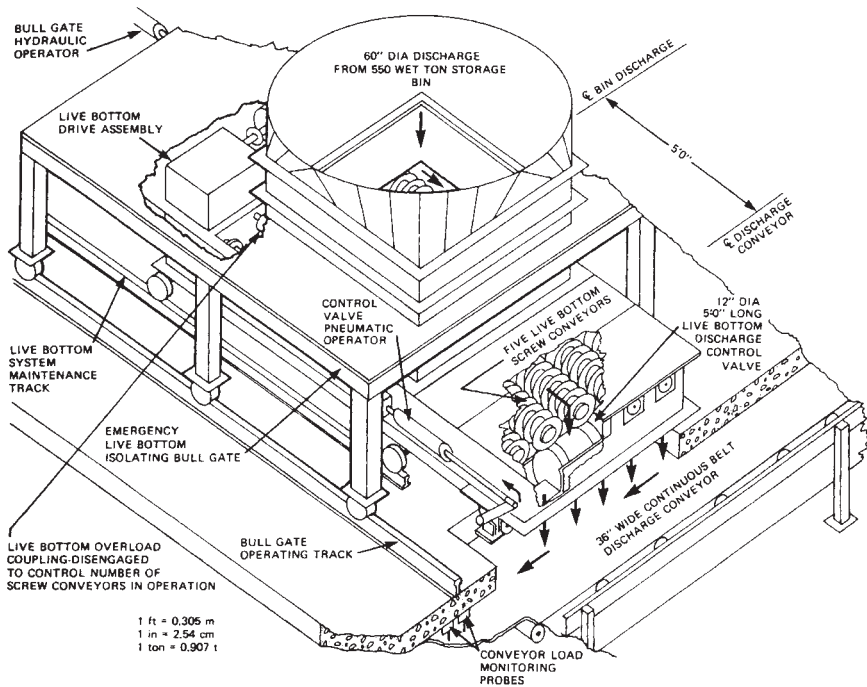 BULL GATE
HYDRAULIC
OPERATOR
60" DIA DISCHARGE
FROM 550 WET TON STORAGE
BIN
℄ BIN DISCHARGE
LIVE BOTTOM
DRIVE ASSEMBLY
5'0"
℄ DISCHARGE
CONVEYOR
CONTROL
VALVE
PNEUMATIC
OPERATOR
FIVE LIVE BOTTOM
SCREW CONVEYORS
12" DIA
5'0" LONG
LIVE BOTTOM
DISCHARGE
CONTROL
VALVE
LIVE BOTTOM
SYSTEM
MAINTENANCE
TRACK
EMERGENCY
LIVE BOTTOM
ISOLATING BULL GATE
36" WIDE CONTINUOUS BELT
DISCHARGE CONVEYOR
LIVE BOTTOM OVERLOAD
COUPLING-DISENGAGED
TO CONTROL NUMBER OF
SCREW CONVEYORS IN OPERATION
BULL GATE
OPERATING TRACK
1 ft = 0.305 m
1 in = 2.54 cm
1 ton = 0.907 t
CONVEYOR LOAD
MONITORING
PROBES